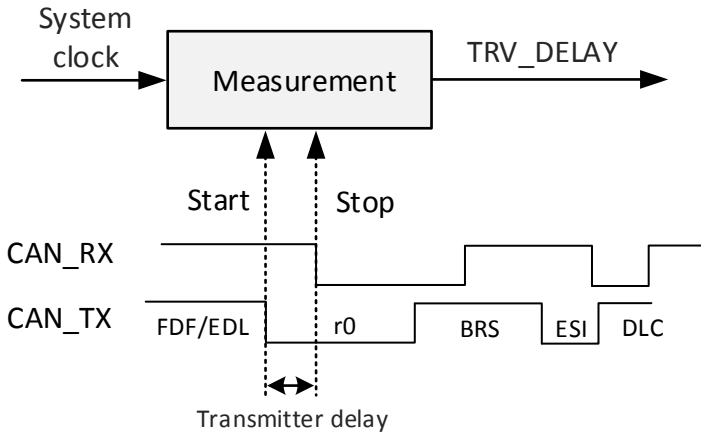 System
clock
Measurement
TRV_DELAY
Start
Stop
CAN_RX
CAN_TX
FDF/EDL
r0
BRS
ESI
DLC
Transmitter delay